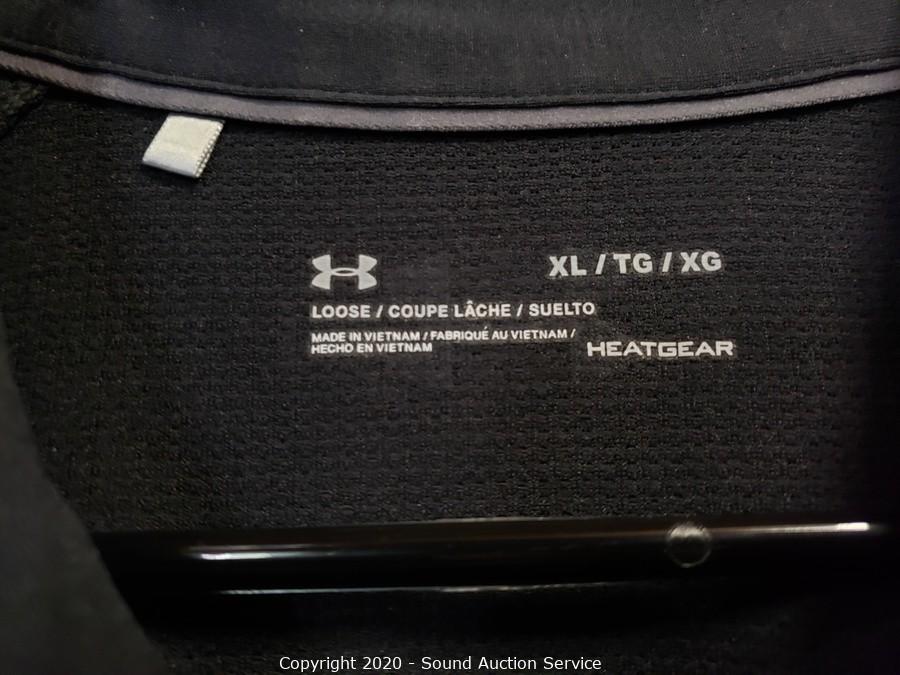 XL / TG / XG
LOOSE / COUPE LÂCHE / SUELTO
MADE IN VIETNAM / FABRIQUÉ AU VIETNAM /
HECHO EN VIETNAM
HEATGEAR
Copyright 2020 - Sound Auction Service